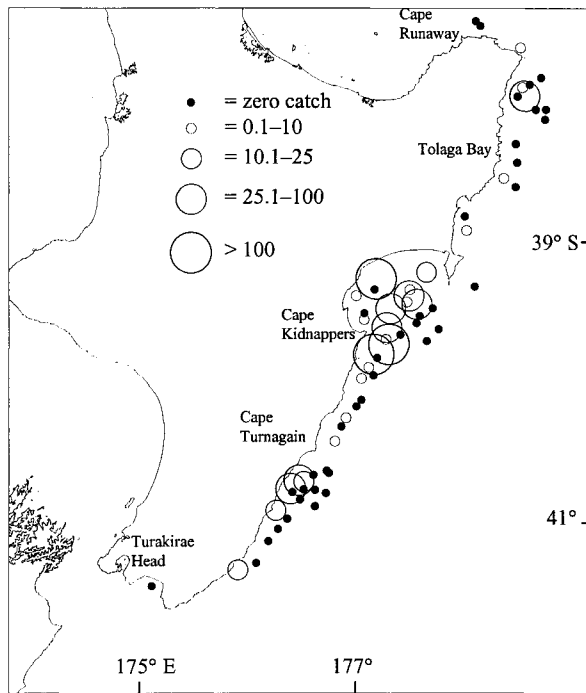 Cape
Runaway
= zero catch
= 0.1–10
= 10.1–25
= 25.1–100
> 100
Tolaga Bay
39° S
Cape
Kidnappers
Cape
Turnagain
41°
Turakirae
Head
175° E
177°